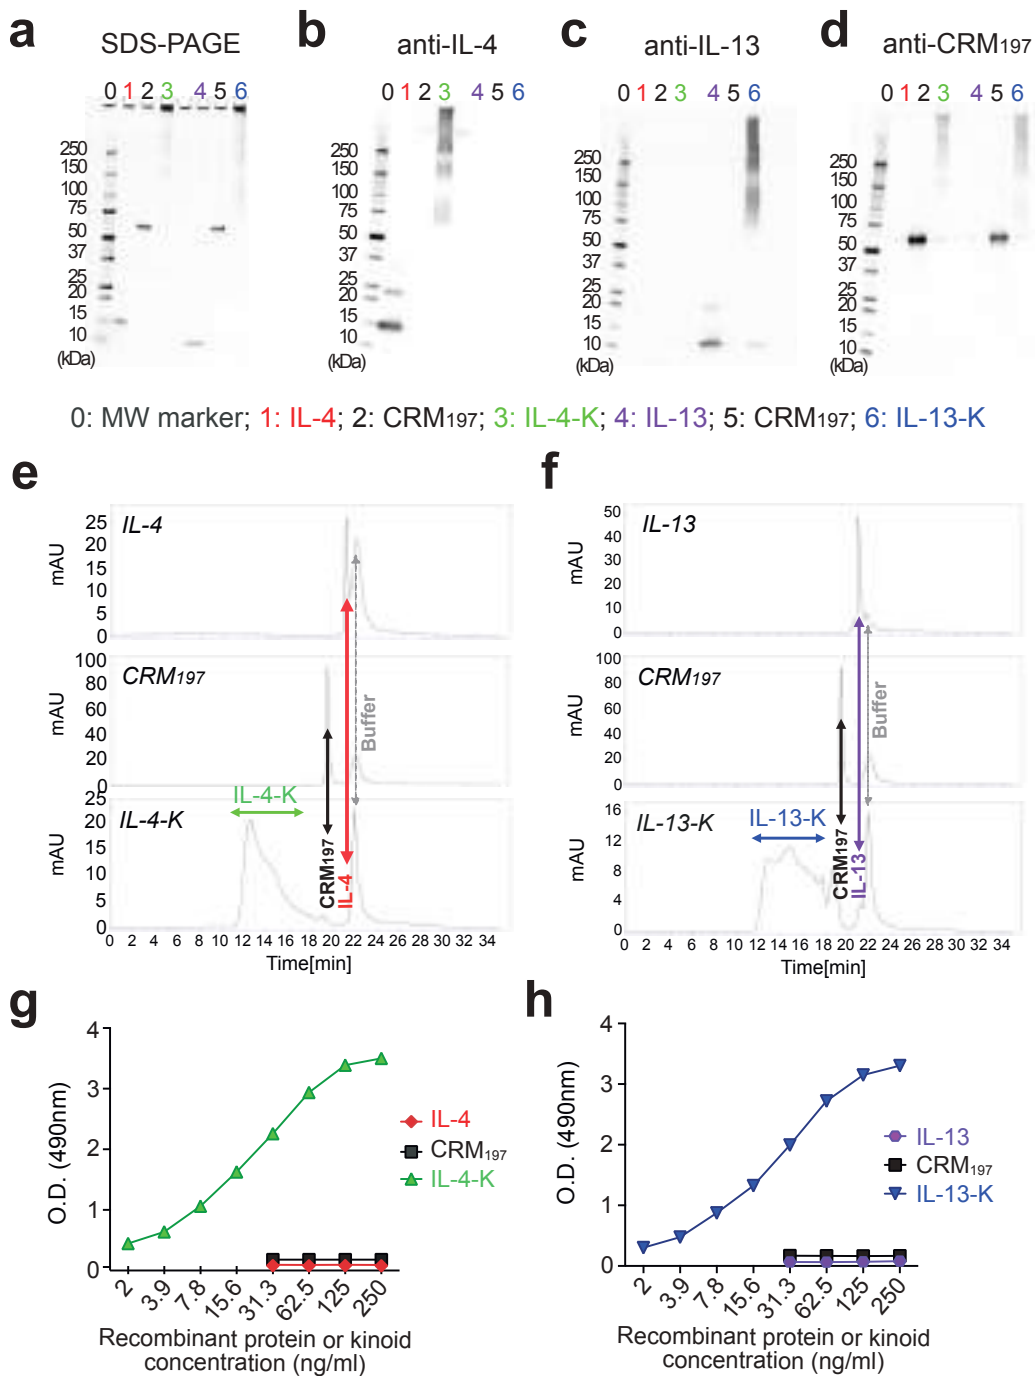 a SDS-PAGE
b anti-IL-4
c anti-IL-13
d anti-CRM197
0 1 2 3 4 5 6
250
150
100
75
50
37
25
20
15
10
(kDa)
0 1 2 3 4 5 6
250
150
100
75
50
37
25
20
15
10
(kDa)
0 1 2 3 4 5 6
250
150
100
75
50
37
25
20
15
10
(kDa)
0 1 2 3 4 5 6
250
150
100
75
50
37
25
20
15
10
(kDa)
0: MW marker; 1: IL-4; 2: CRM197; 3: IL-4-K; 4: IL-13; 5: CRM197; 6: IL-13-K
e
IL-4
mAU
25
20
15
10
5
0
CRM197
mAU
100
80
60
40
20
0
Buffer
IL-4-K
IL-4-K
mAU
25
20
15
10
5
0
CRM197
IL-4
0 2 4 6 8 10 12 14 16 18 20 22 24 26 28 30 32 34
Time[min]
f
IL-13
mAU
50
40
30
20
10
0
CRM197
mAU
100
80
60
40
20
0
Buffer
IL-13-K
IL-13-K
mAU
16
12
8
4
0
CRM197
IL-13
0 2 4 6 8 10 12 14 16 18 20 22 24 26 28 30 32 34
Time[min]
g
O.D. (490nm)
4
3
2
1
0
IL-4
CRM197
IL-4-K
2 3.9 7.8 15.6 31.3 62.5 125 250
Recombinant protein or kinoid
concentration (ng/ml)
h
O.D. (490nm)
4
3
2
1
0
IL-13
CRM197
IL-13-K
2 3.9 7.8 15.6 31.3 62.5 125 250
Recombinant protein or kinoid
concentration (ng/ml)